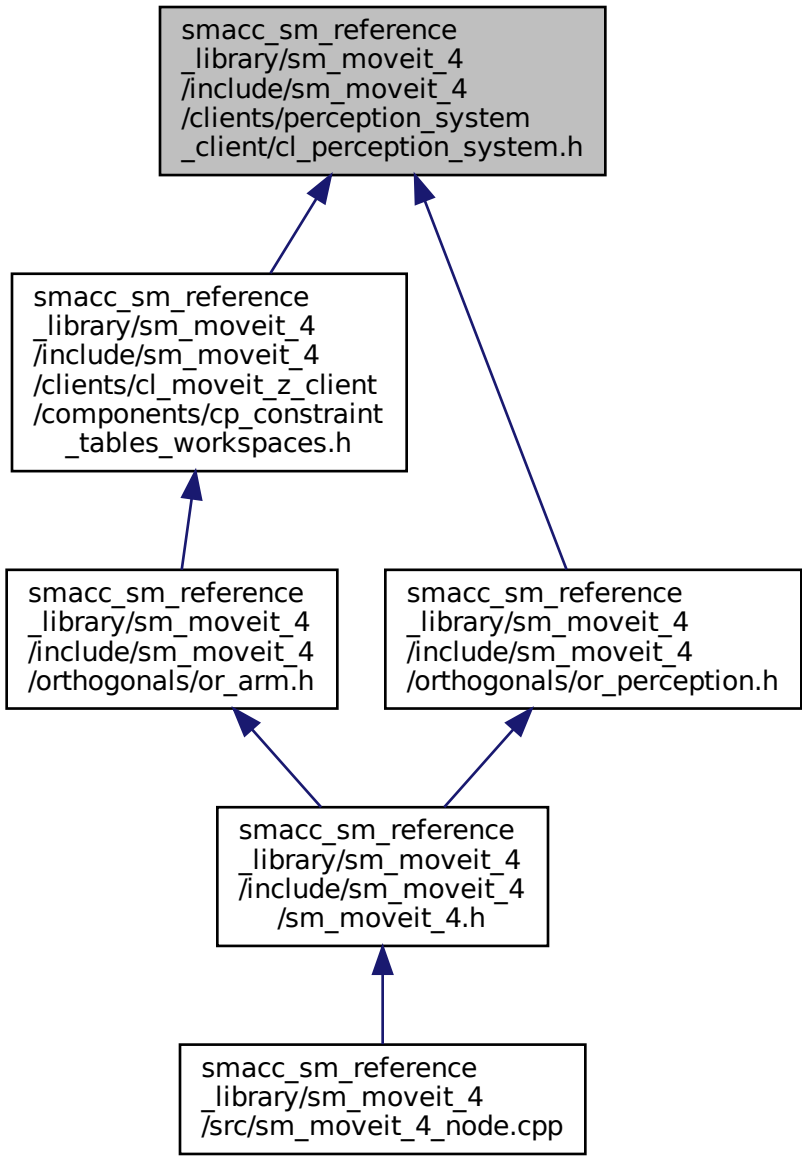 smacc_sm_reference
_library/sm_moveit_4
/include/sm_moveit_4
/clients/perception_system
_client/cl_perception_system.h
smacc_sm_reference
_library/sm_moveit_4
/include/sm_moveit_4
/clients/cl_moveit_z_client
/components/cp_constraint
_tables_workspaces.h
smacc_sm_reference
_library/sm_moveit_4
/include/sm_moveit_4
/orthogonals/or_arm.h
smacc_sm_reference
_library/sm_moveit_4
/include/sm_moveit_4
/orthogonals/or_perception.h
smacc_sm_reference
_library/sm_moveit_4
/include/sm_moveit_4
/sm_moveit_4.h
smacc_sm_reference
_library/sm_moveit_4
/src/sm_moveit_4_node.cpp